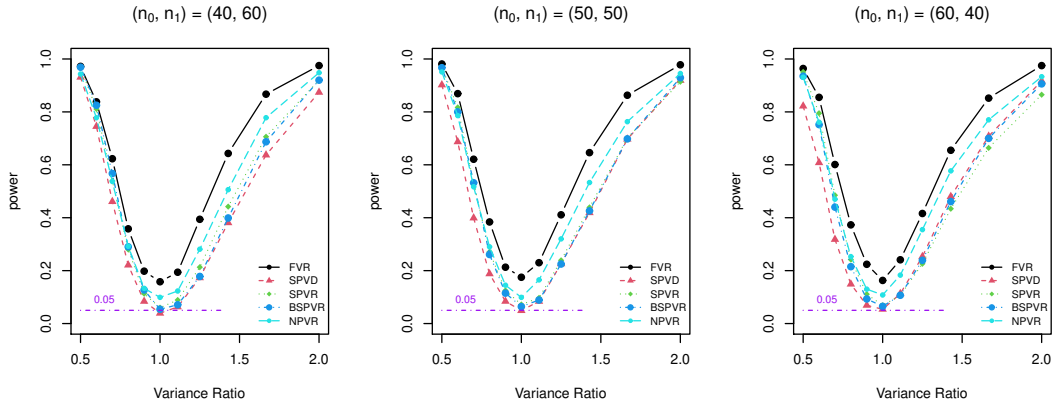 (n0, n1) = (40, 60)
power
1.0
0.8
0.6
0.4
0.2
0.0
0.05
FVR
SPVD
SPVR
BSPVR
NPVR
0.5 1.0 1.5 2.0
Variance Ratio
(n0, n1) = (50, 50)
power
1.0
0.8
0.6
0.4
0.2
0.0
0.05
FVR
SPVD
SPVR
BSPVR
NPVR
0.5 1.0 1.5 2.0
Variance Ratio
(n0, n1) = (60, 40)
power
1.0
0.8
0.6
0.4
0.2
0.0
0.05
FVR
SPVD
SPVR
BSPVR
NPVR
0.5 1.0 1.5 2.0
Variance Ratio